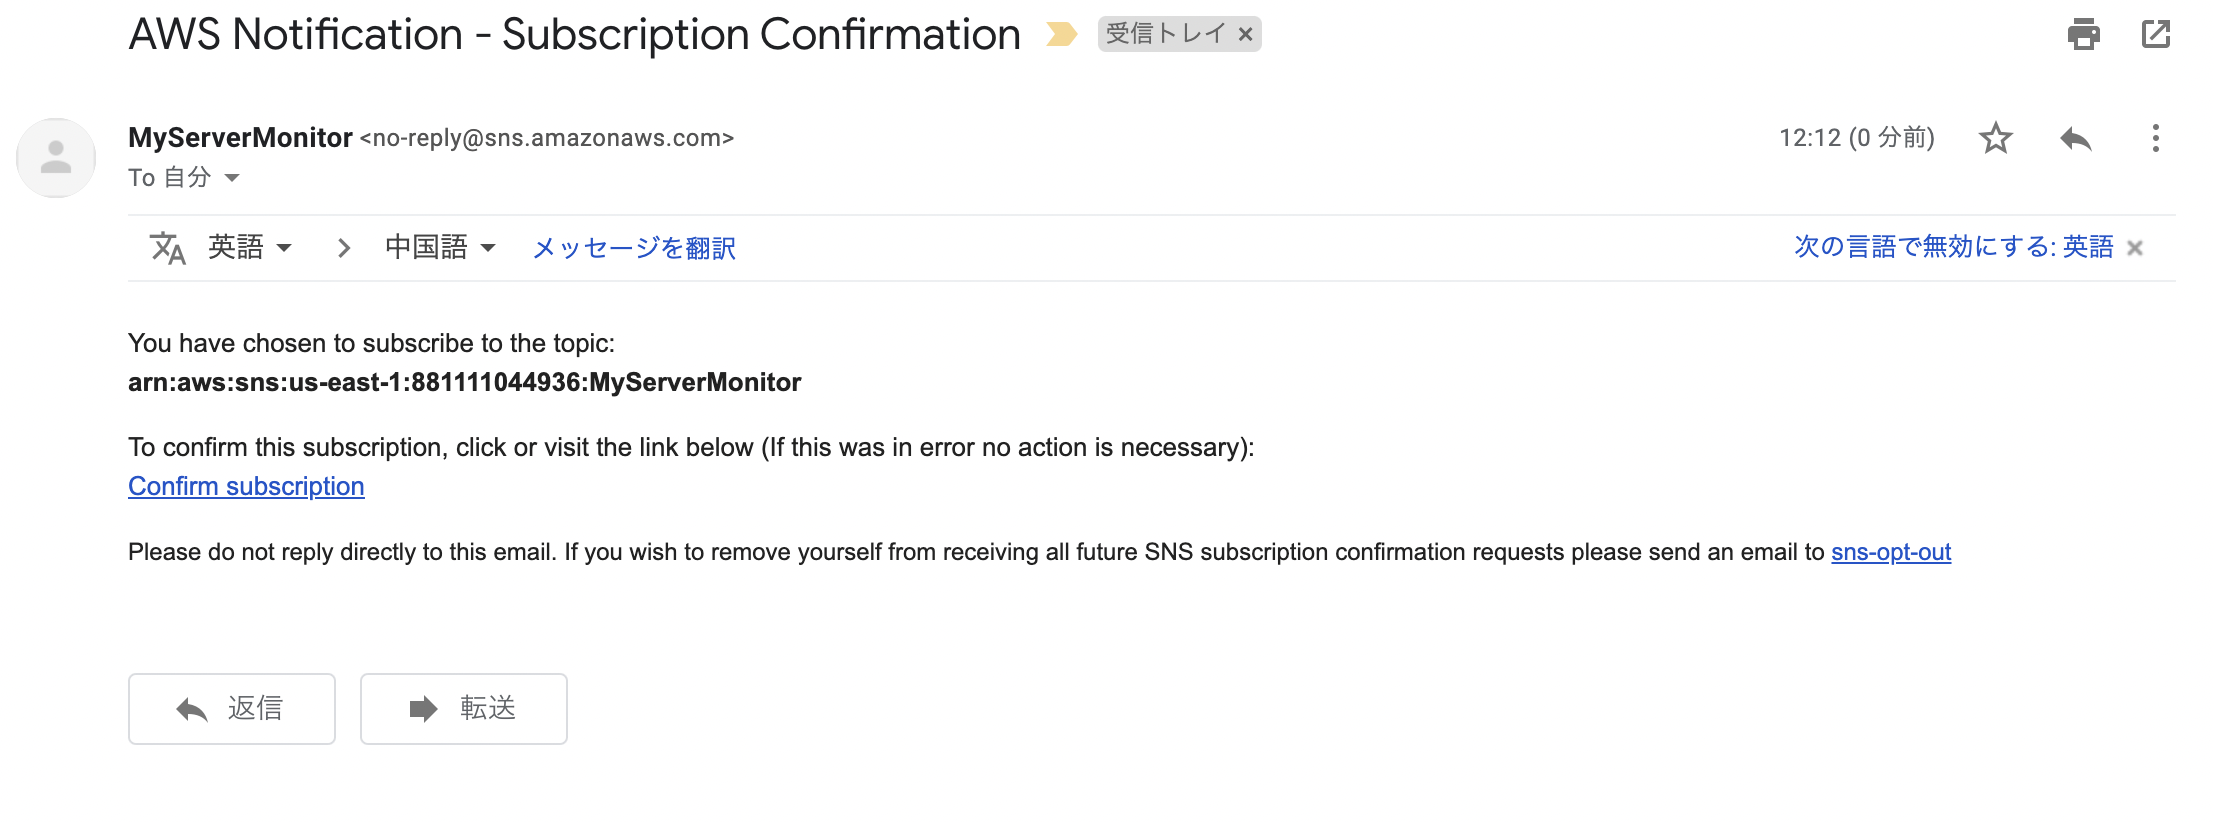 AWS Notification - Subscription Confirmation 受信トレイ ×
MyServerMonitor <no-reply@sns.amazonaws.com> 12:12 (0 分前)
To 自分
英語 > 中国語 メッセージを翻訳 次の言語で無効にする: 英語 ×
You have chosen to subscribe to the topic:
arn:aws:sns:us-east-1:881111044936:MyServerMonitor
To confirm this subscription, click or visit the link below (If this was in error no action is necessary):
Confirm subscription
Please do not reply directly to this email. If you wish to remove yourself from receiving all future SNS subscription confirmation requests please send an email to sns-opt-out
返信 転送